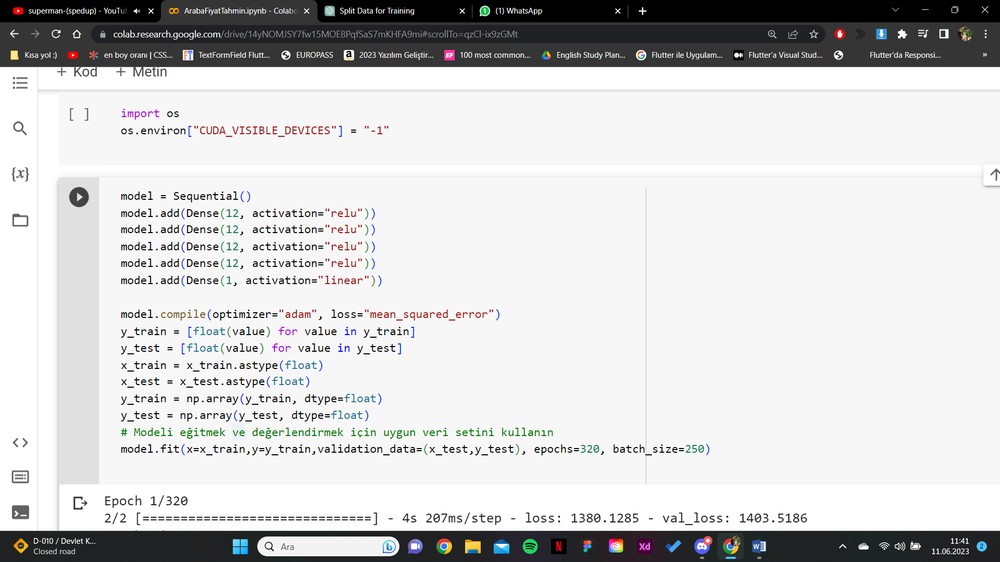 superman-(spedup) - YouTub
ArabaFiyatTahmin.ipynb - Colabo
Split Data for Training
(1) WhatsApp
colab.research.google.com/drive/14yNOMJSY7fw15MOE8PqfSaS7mKHFA9mi#scrollTo=qzCl-ix9zGMt
Kısa yol :)
en boy oranı | CSS...
TextFormField Flutt...
EUROPASS
2023 Yazılım Geliştir...
100 most common...
English Study Plan...
Flutter ile Uygulam...
Flutter'a Visual Stud...
Flutter'da Responsi...
»
+ Kod + Metin
[ ] import os
os.environ["CUDA_VISIBLE_DEVICES"] = "-1"
{x}
model = Sequential()
model.add(Dense(12, activation="relu"))
model.add(Dense(12, activation="relu"))
model.add(Dense(12, activation="relu"))
model.add(Dense(12, activation="relu"))
model.add(Dense(1, activation="linear"))
model.compile(optimizer="adam", loss="mean_squared_error")
y_train = [float(value) for value in y_train]
y_test = [float(value) for value in y_test]
x_train = x_train.astype(float)
x_test = x_test.astype(float)
y_train = np.array(y_train, dtype=float)
y_test = np.array(y_test, dtype=float)
# Modeli eğitmek ve değerlendirmek için uygun veri setini kullanın
model.fit(x=x_train,y=y_train,validation_data=(x_test,y_test), epochs=320, batch_size=250)
Epoch 1/320
2/2 [==============================] - 4s 207ms/step - loss: 1380.1285 - val_loss: 1403.5186
D-010 / Devlet K...
Closed road
Ara
Xd
11:41
11.06.2023
2